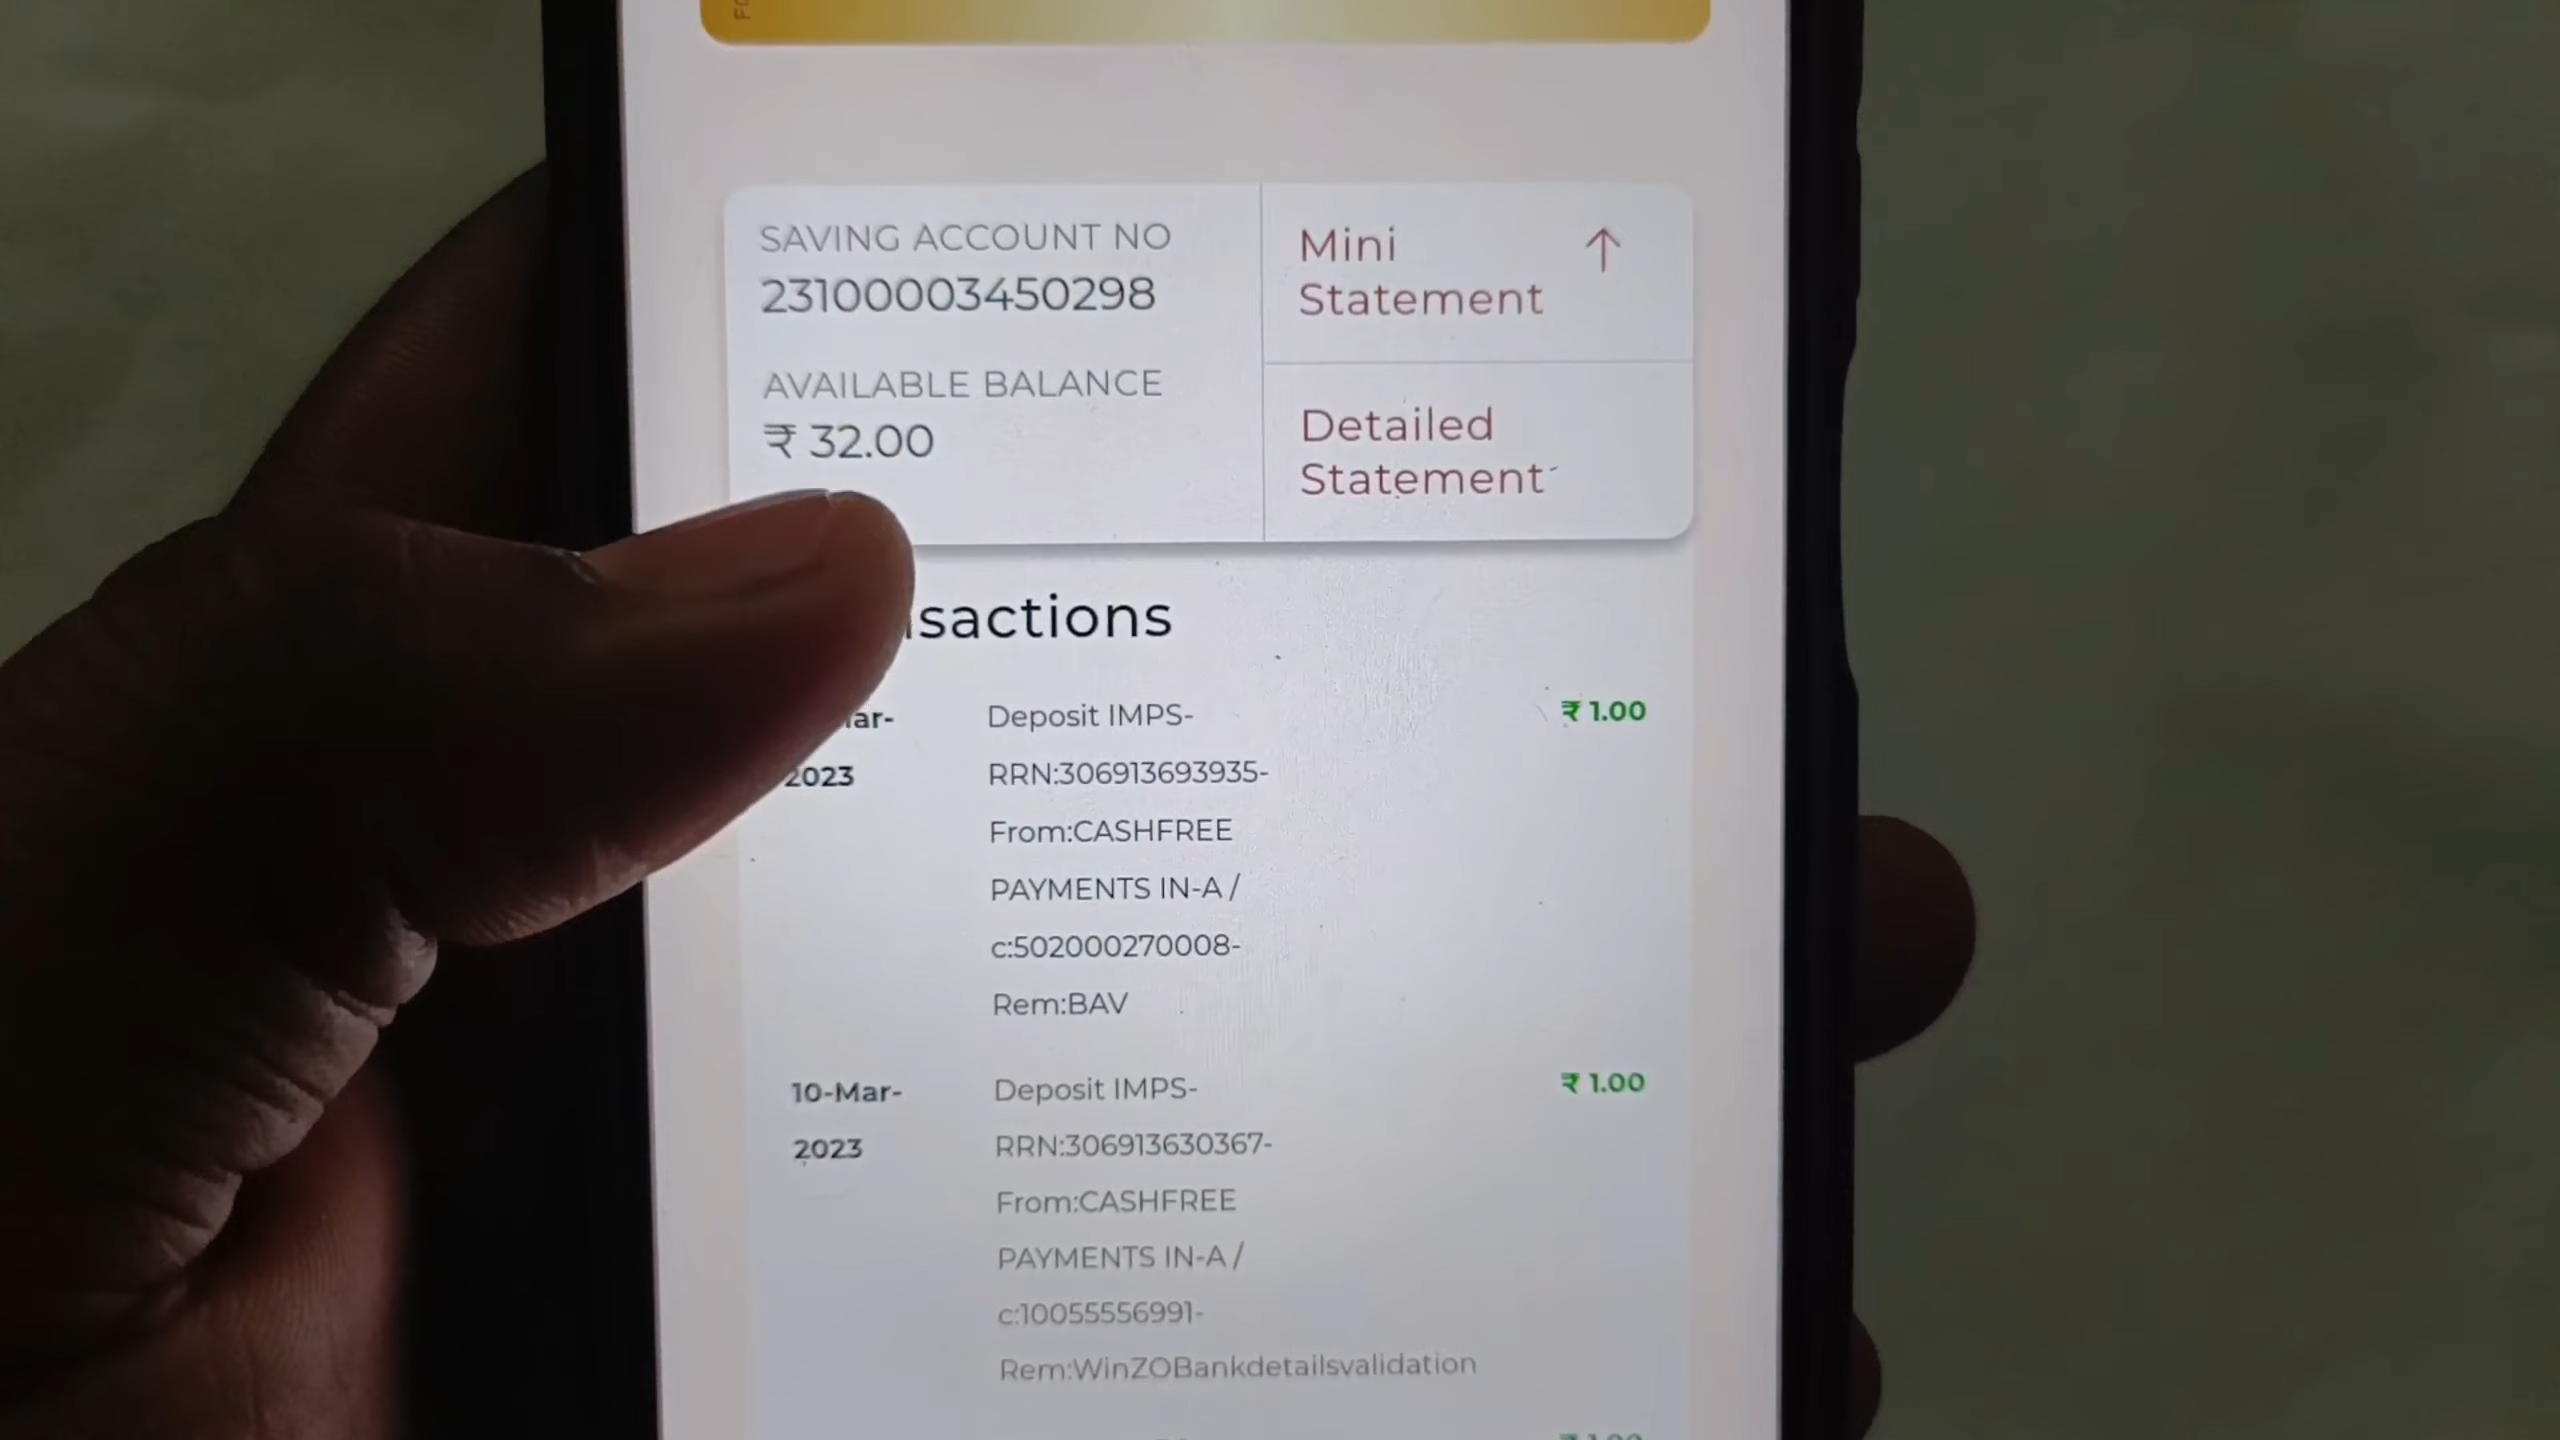 SAVING ACCOUNT NO
23100003450298
AVAILABLE BALANCE
₹ 32.00
Mini
Statement
↑
Detailed
Statement
sactions
ar-
2023
Deposit IMPS-
RRN:306913693935-
From:CASHFREE
PAYMENTS IN-A /
c:502000270008-
Rem:BAV
₹ 1.00
10-Mar-
2023
Deposit IMPS-
RRN:306913630367-
From:CASHFREE
PAYMENTS IN-A /
c:10055556991-
Rem:WinZOBankdetailsvalidation
₹ 1.00